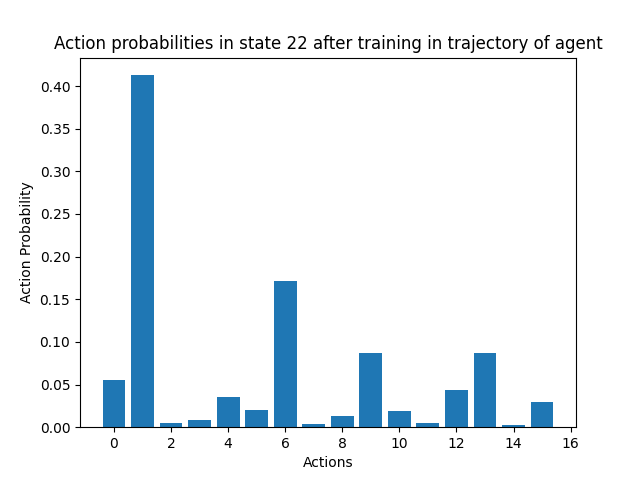 Action probabilities in state 22 after training in trajectory of agent
0.40
0.35
0.30
0.25
0.20
0.15
0.10
0.05
0.00
Action Probability
0 2 4 6 8 10 12 14 16
Actions